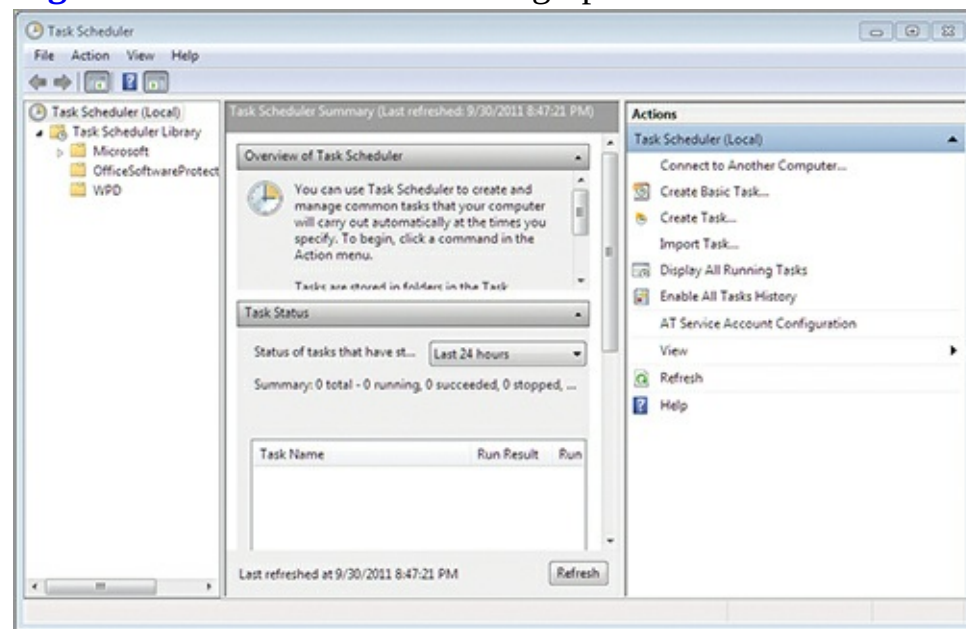 Task Scheduler
File Action View Help
Task Scheduler (Local)
Task Scheduler Library
Microsoft
OfficeSoftwareProtect
WPD
Task Scheduler Summary (Last refreshed: 9/30/2011 8:47:21 PM)
Overview of Task Scheduler
You can use Task Scheduler to create and
manage common tasks that your computer
will carry out automatically at the times you
specify. To begin, click a command in the
Action menu.
Tasks are stored in folders in the Task
Task Status
Status of tasks that have st... Last 24 hours
Summary: 0 total - 0 running, 0 succeeded, 0 stopped, ...
Task Name Run Result Run
Last refreshed at 9/30/2011 8:47:21 PM Refresh
Actions
Task Scheduler (Local)
Connect to Another Computer...
Create Basic Task...
Create Task...
Import Task...
Display All Running Tasks
Enable All Tasks History
AT Service Account Configuration
View
Refresh
Help